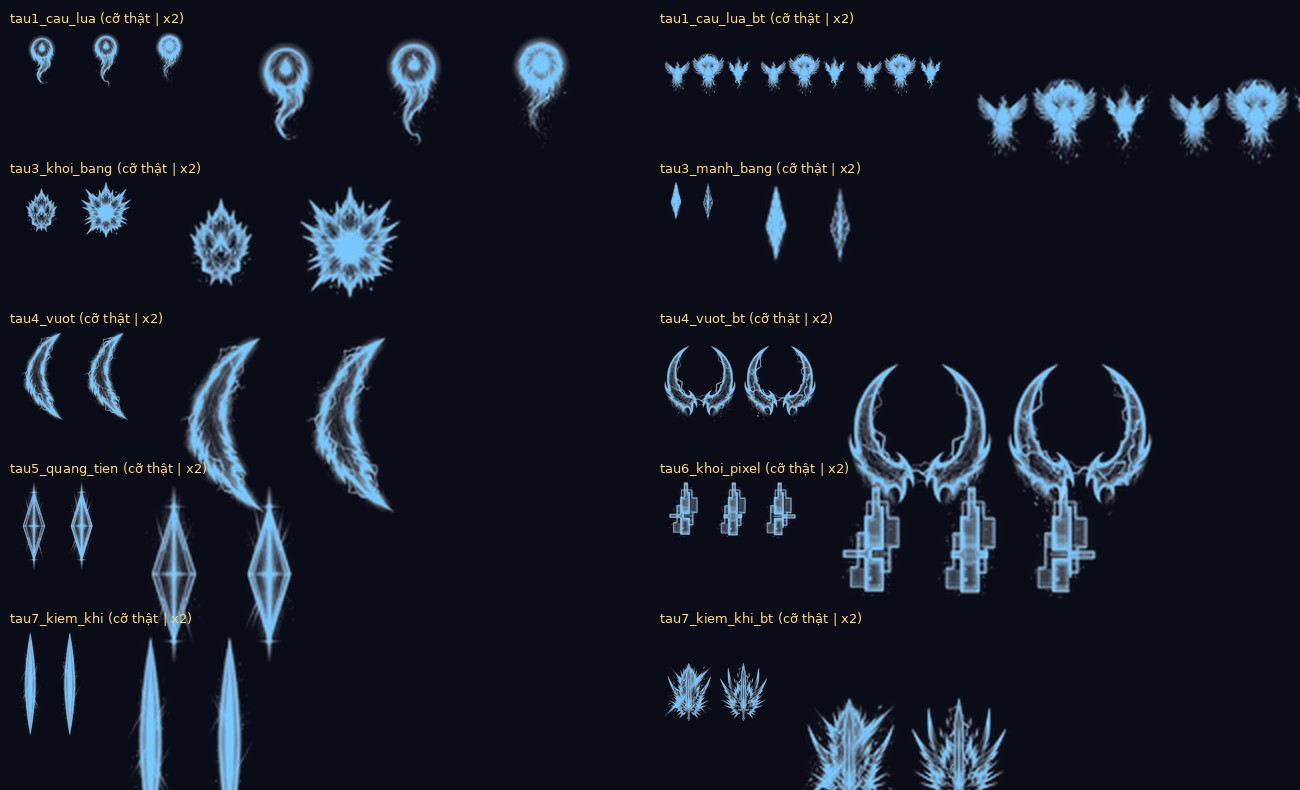 tau1_cau_lua (cỡ thật | x2)
tau1_cau_lua_bt (cỡ thật | x2)
tau3_khoi_bang (cỡ thật | x2)
tau3_manh_bang (cỡ thật | x2)
tau4_vuot (cỡ thật | x2)
tau4_vuot_bt (cỡ thật | x2)
tau5_quang_tien (cỡ thật | x2)
tau6_khoi_pixel (cỡ thật | x2)
tau7_kiem_khi (cỡ thật | x2)
tau7_kiem_khi_bt (cỡ thật | x2)